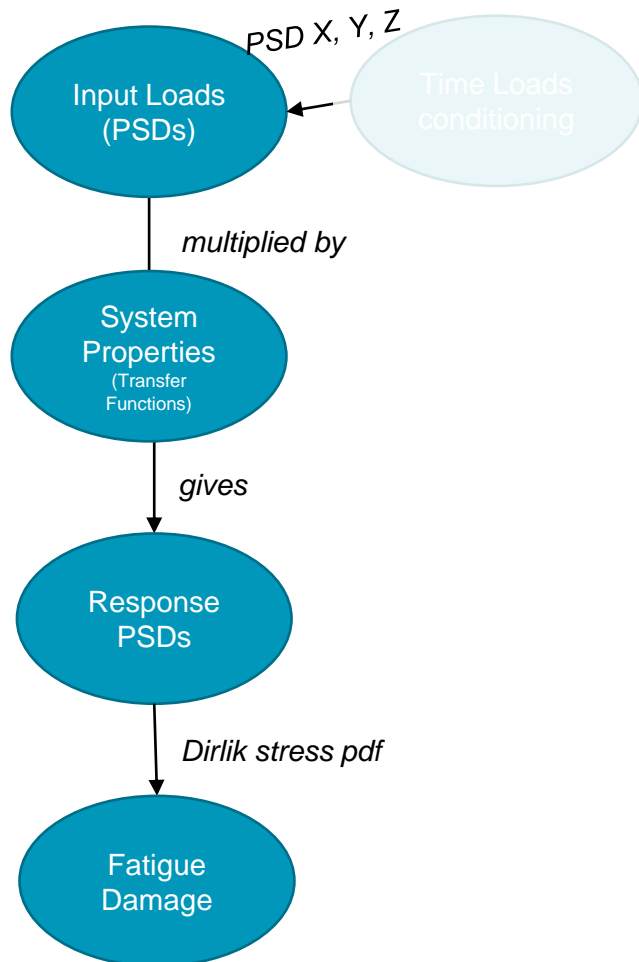 PSD X, Y, Z
Input Loads
(PSDs)
Time Loads
conditioning
multiplied by
System
Properties
(Transfer
Functions)
gives
Response
PSDs
Dirlik stress pdf
Fatigue
Damage